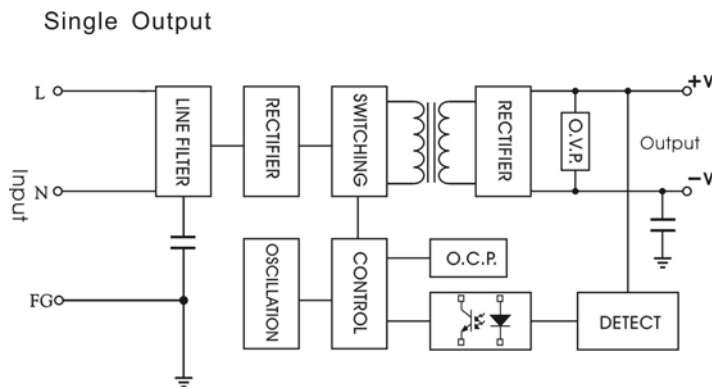 Single Output
L
N
FG
Input
LINE FILTER
RECTIFIER
SWITCHING
RECTIFIER
O.V.P.
+V
Output
-V
OSCILLATION
CONTROL
O.C.P.
DETECT